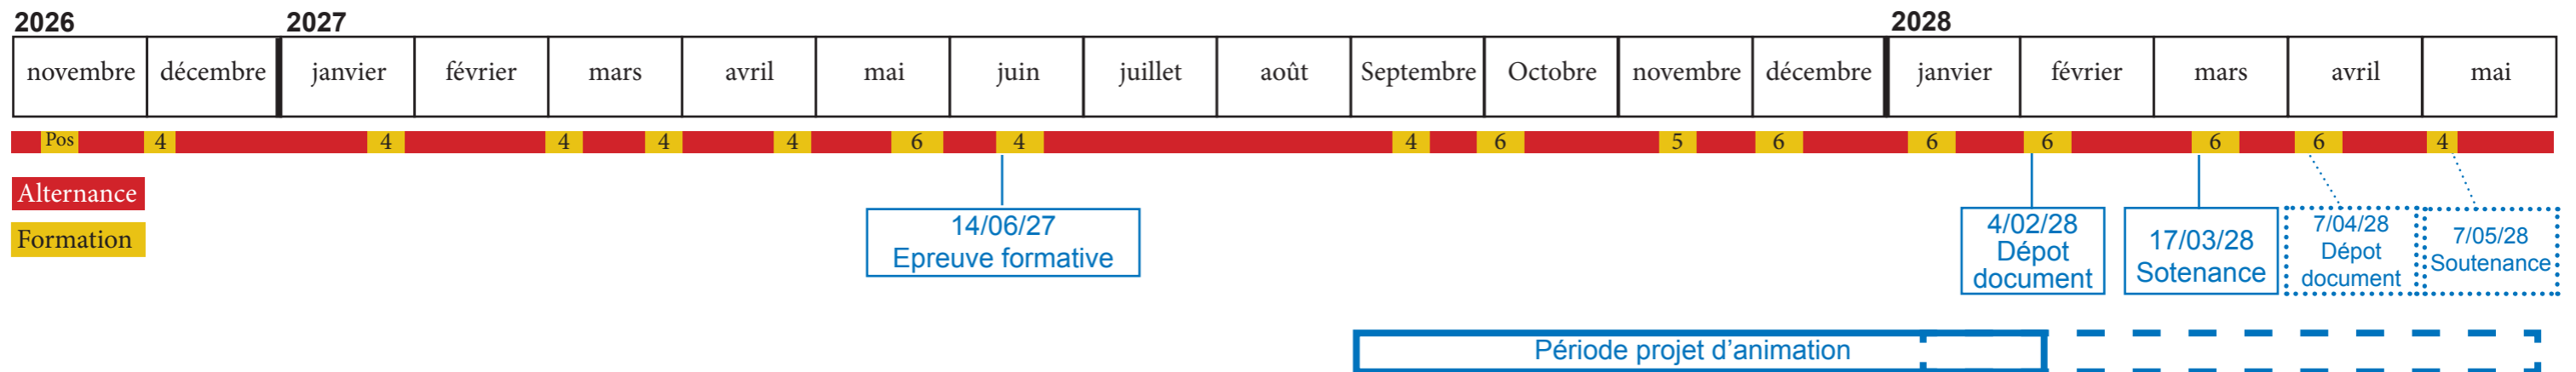 2026 2027 2028
novembre décembre janvier février mars avril mai juin juillet août Septembre Octobre novembre décembre janvier février mars avril mai
Pos 4 4 4 4 4 6 4 4 6 5 6 6 6 6 6 4
Alternance
Formation
14/06/27
Epreuve formative
4/02/28
Dépot
document
17/03/28
Sotenance
7/04/28
Dépot
document
7/05/28
Soutenance
Période projet d’animation